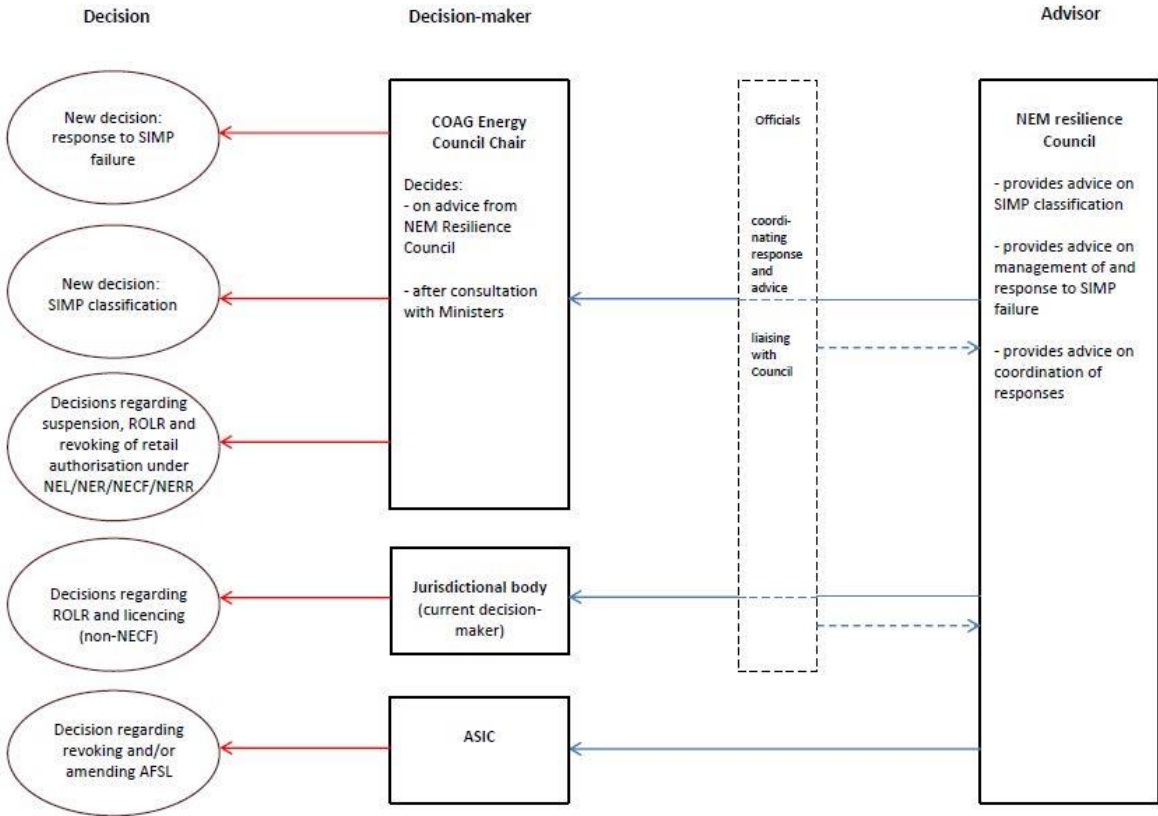 Decision
Decision-maker
Advisor
New decision:
response to SIMP
failure
New decision:
SIMP classification
Decisions regarding
suspension, ROLR and
revoking of retail
authorisation under
NEL/NER/NECF/NERR
Decisions regarding
ROLR and licencing
(non-NECF)
Decision regarding
revoking and/or
amending AFSL
COAG Energy
Council Chair
Decides:
- on advice from
NEM Resilience
Council
- after consultation
with Ministers
Jurisdictional body
(current decision-
maker)
ASIC
Officials
coordi-
nating
response
and
advice
liaising
with
Council
NEM resilience
Council
- provides advice on
SIMP classification
- provides advice on
management of and
response to SIMP
failure
- provides advice on
coordination of
responses